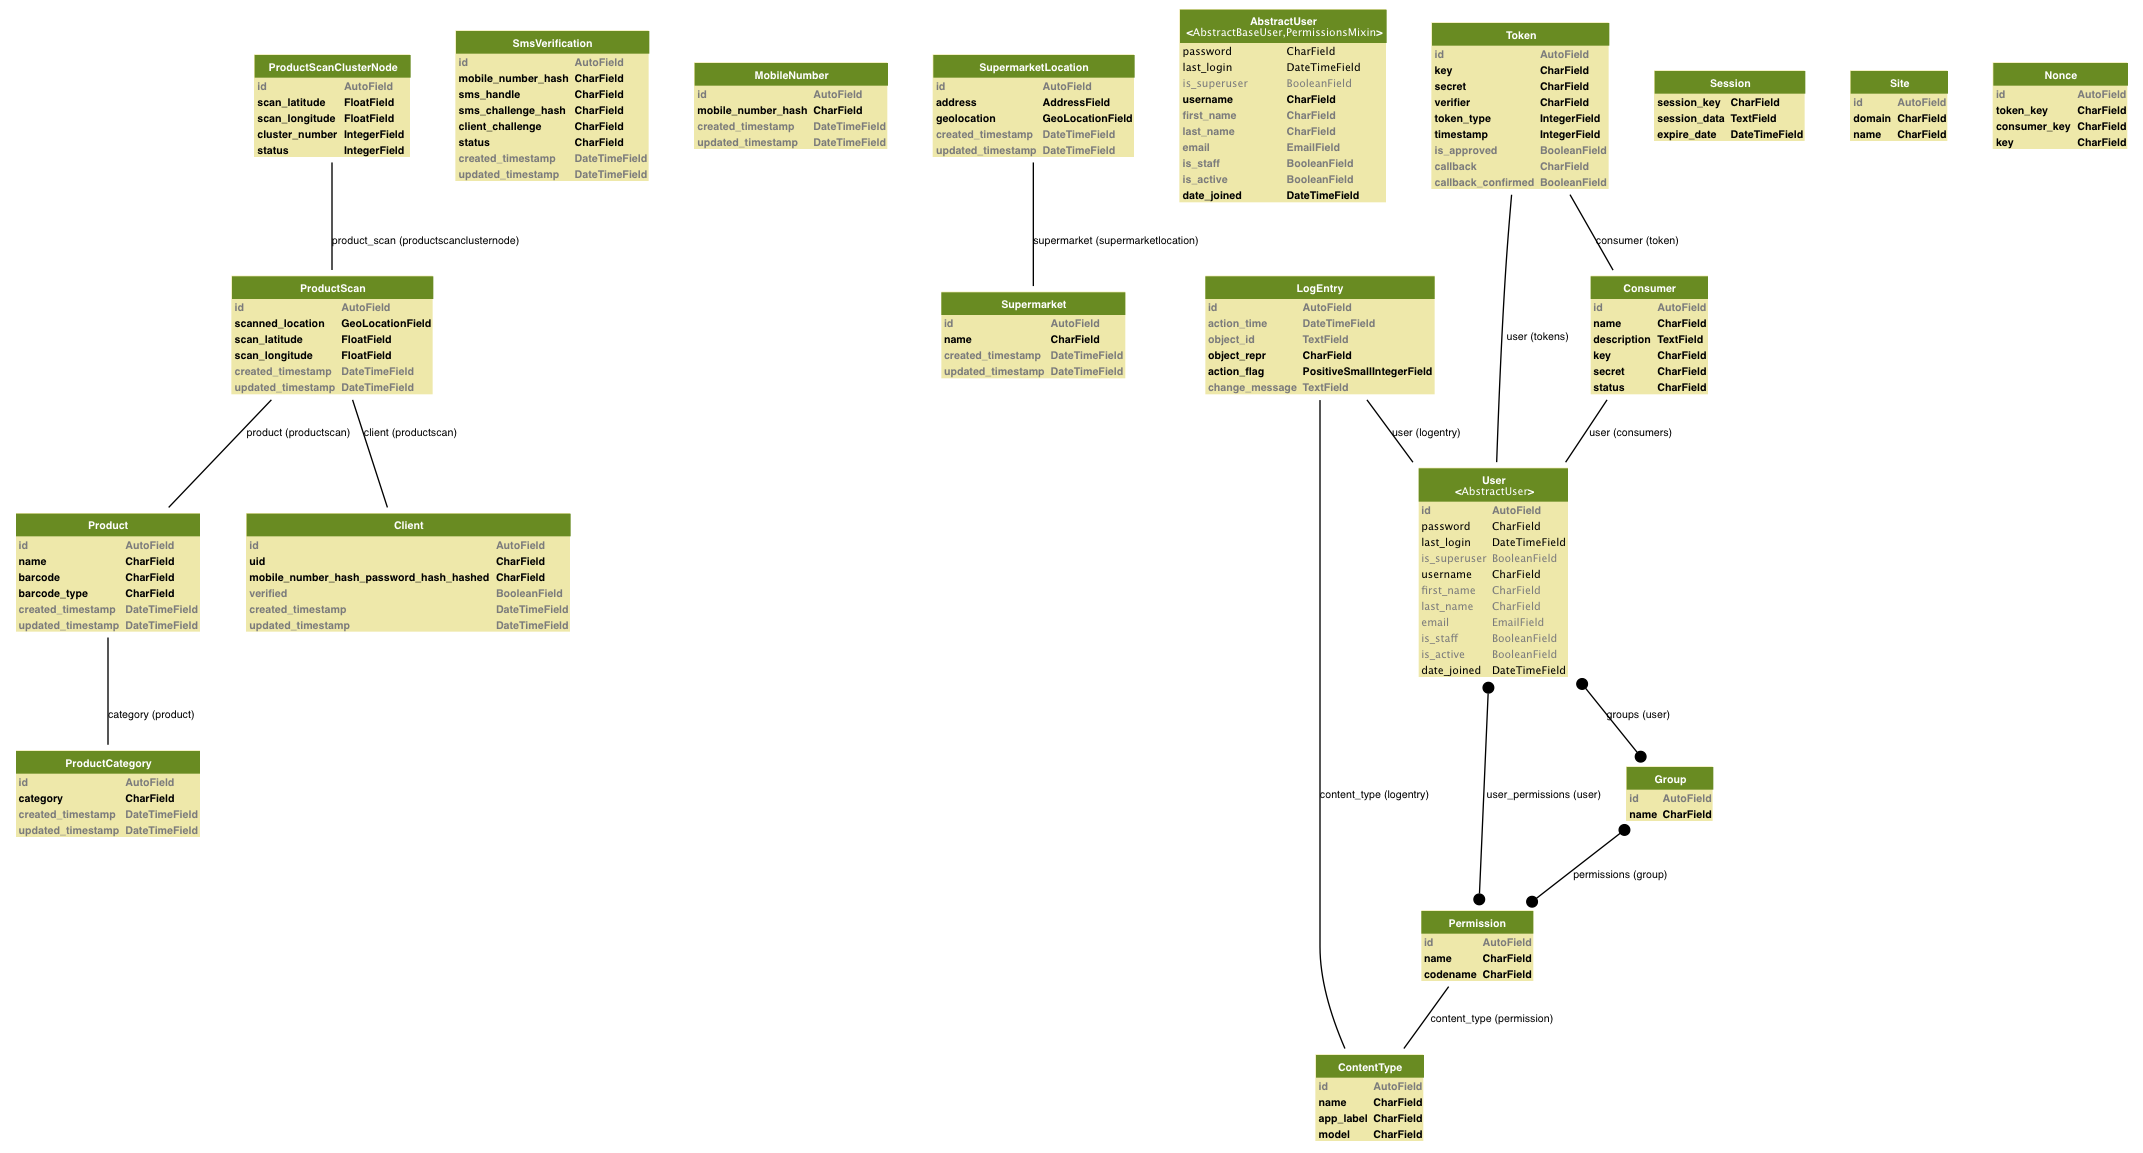 ProductScanClusterNode
id AutoField
scan_latitude FloatField
scan_longitude FloatField
cluster_number IntegerField
status IntegerField
SmsVerification
id AutoField
mobile_number_hash CharField
sms_handle CharField
sms_challenge_hash CharField
client_challenge CharField
status CharField
created_timestamp DateTimeField
updated_timestamp DateTimeField
MobileNumber
id AutoField
mobile_number_hash CharField
created_timestamp DateTimeField
updated_timestamp DateTimeField
SupermarketLocation
id AutoField
address AddressField
geolocation GeoLocationField
created_timestamp DateTimeField
updated_timestamp DateTimeField
AbstractUser
<AbstractBaseUser,PermissionsMixin>
password CharField
last_login DateTimeField
is_superuser BooleanField
username CharField
first_name CharField
last_name CharField
email EmailField
is_staff BooleanField
is_active BooleanField
date_joined DateTimeField
Token
id AutoField
key CharField
secret CharField
verifier CharField
token_type IntegerField
timestamp IntegerField
is_approved BooleanField
callback CharField
callback_confirmed BooleanField
Session
session_key CharField
session_data TextField
expire_date DateTimeField
Site
id AutoField
domain CharField
name CharField
Nonce
id AutoField
token_key CharField
consumer_key CharField
key CharField
product_scan (productscanclusternode)
supermarket (supermarketlocation)
consumer (token)
ProductScan
id AutoField
scanned_location GeoLocationField
scan_latitude FloatField
scan_longitude FloatField
created_timestamp DateTimeField
updated_timestamp DateTimeField
Supermarket
id AutoField
name CharField
created_timestamp DateTimeField
updated_timestamp DateTimeField
LogEntry
id AutoField
action_time DateTimeField
object_id TextField
object_repr CharField
action_flag PositiveSmallIntegerField
change_message TextField
user (tokens)
Consumer
id AutoField
name CharField
description TextField
key CharField
secret CharField
status CharField
product (productscan)
client (productscan)
user (logentry)
user (consumers)
Product
id AutoField
name CharField
barcode CharField
barcode_type CharField
created_timestamp DateTimeField
updated_timestamp DateTimeField
Client
id AutoField
uid CharField
mobile_number_hash_password_hash_hashed CharField
verified BooleanField
created_timestamp DateTimeField
updated_timestamp DateTimeField
User
<AbstractUser>
id AutoField
password CharField
last_login DateTimeField
is_superuser BooleanField
username CharField
first_name CharField
last_name CharField
email EmailField
is_staff BooleanField
is_active BooleanField
date_joined DateTimeField
category (product)
groups (user)
ProductCategory
id AutoField
category CharField
created_timestamp DateTimeField
updated_timestamp DateTimeField
content_type (logentry)
user_permissions (user)
Group
id AutoField
name CharField
permissions (group)
Permission
id AutoField
name CharField
codename CharField
content_type (permission)
ContentType
id AutoField
name CharField
app_label CharField
model CharField